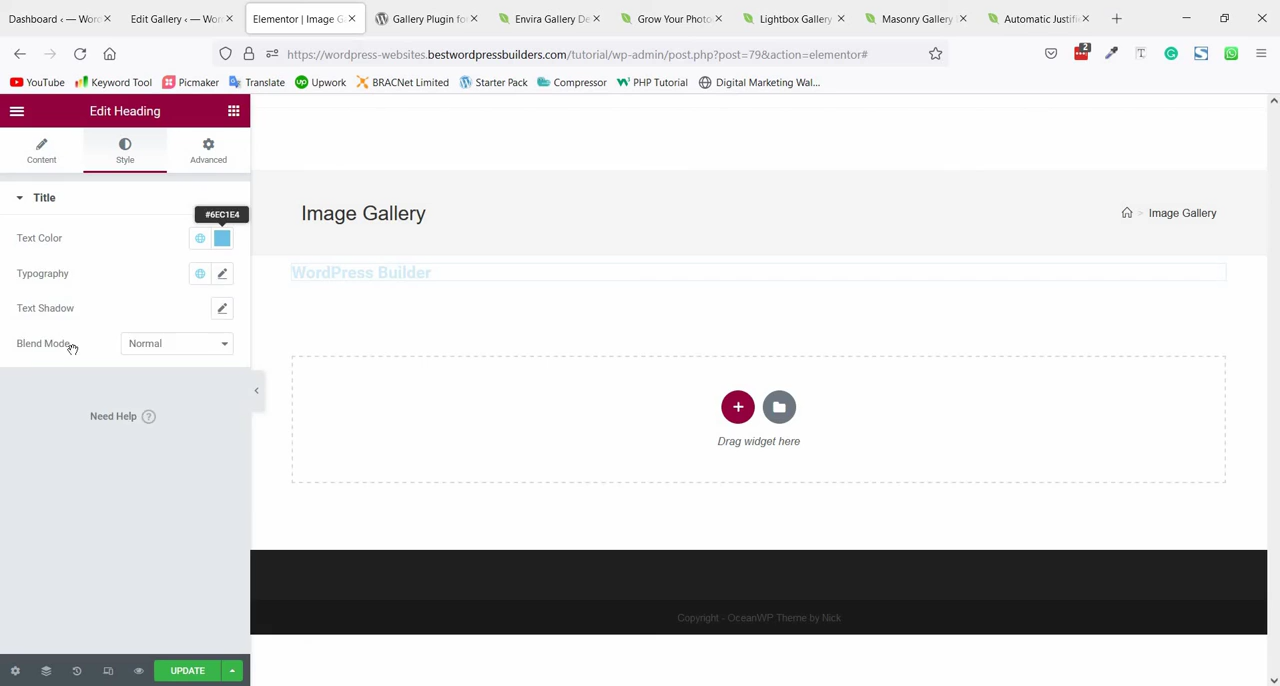 Dashboard ‹ — Word
Edit Gallery ‹ — Wor
Elementor | Image G
Gallery Plugin fo
Envira Gallery De
Grow Your Photo
Lightbox Gallery
Masonry Gallery
Automatic Justifi
https://wordpress-websites.bestwordpressbuilders.com/tutorial/wp-admin/post.php?post=79&action=elementor#
2
YouTube Keyword Tool Picmaker Translate Upwork BRACNet Limited Starter Pack Compressor PHP Tutorial Digital Marketing Wal...
Edit Heading
Content Style Advanced
Title
#6EC1E4
Text Color
Typography
Text Shadow
Blend Mode Normal
Need Help ?
UPDATE
Image Gallery
> Image Gallery
WordPress Builder
Drag widget here
Copyright - OceanWP Theme by Nick